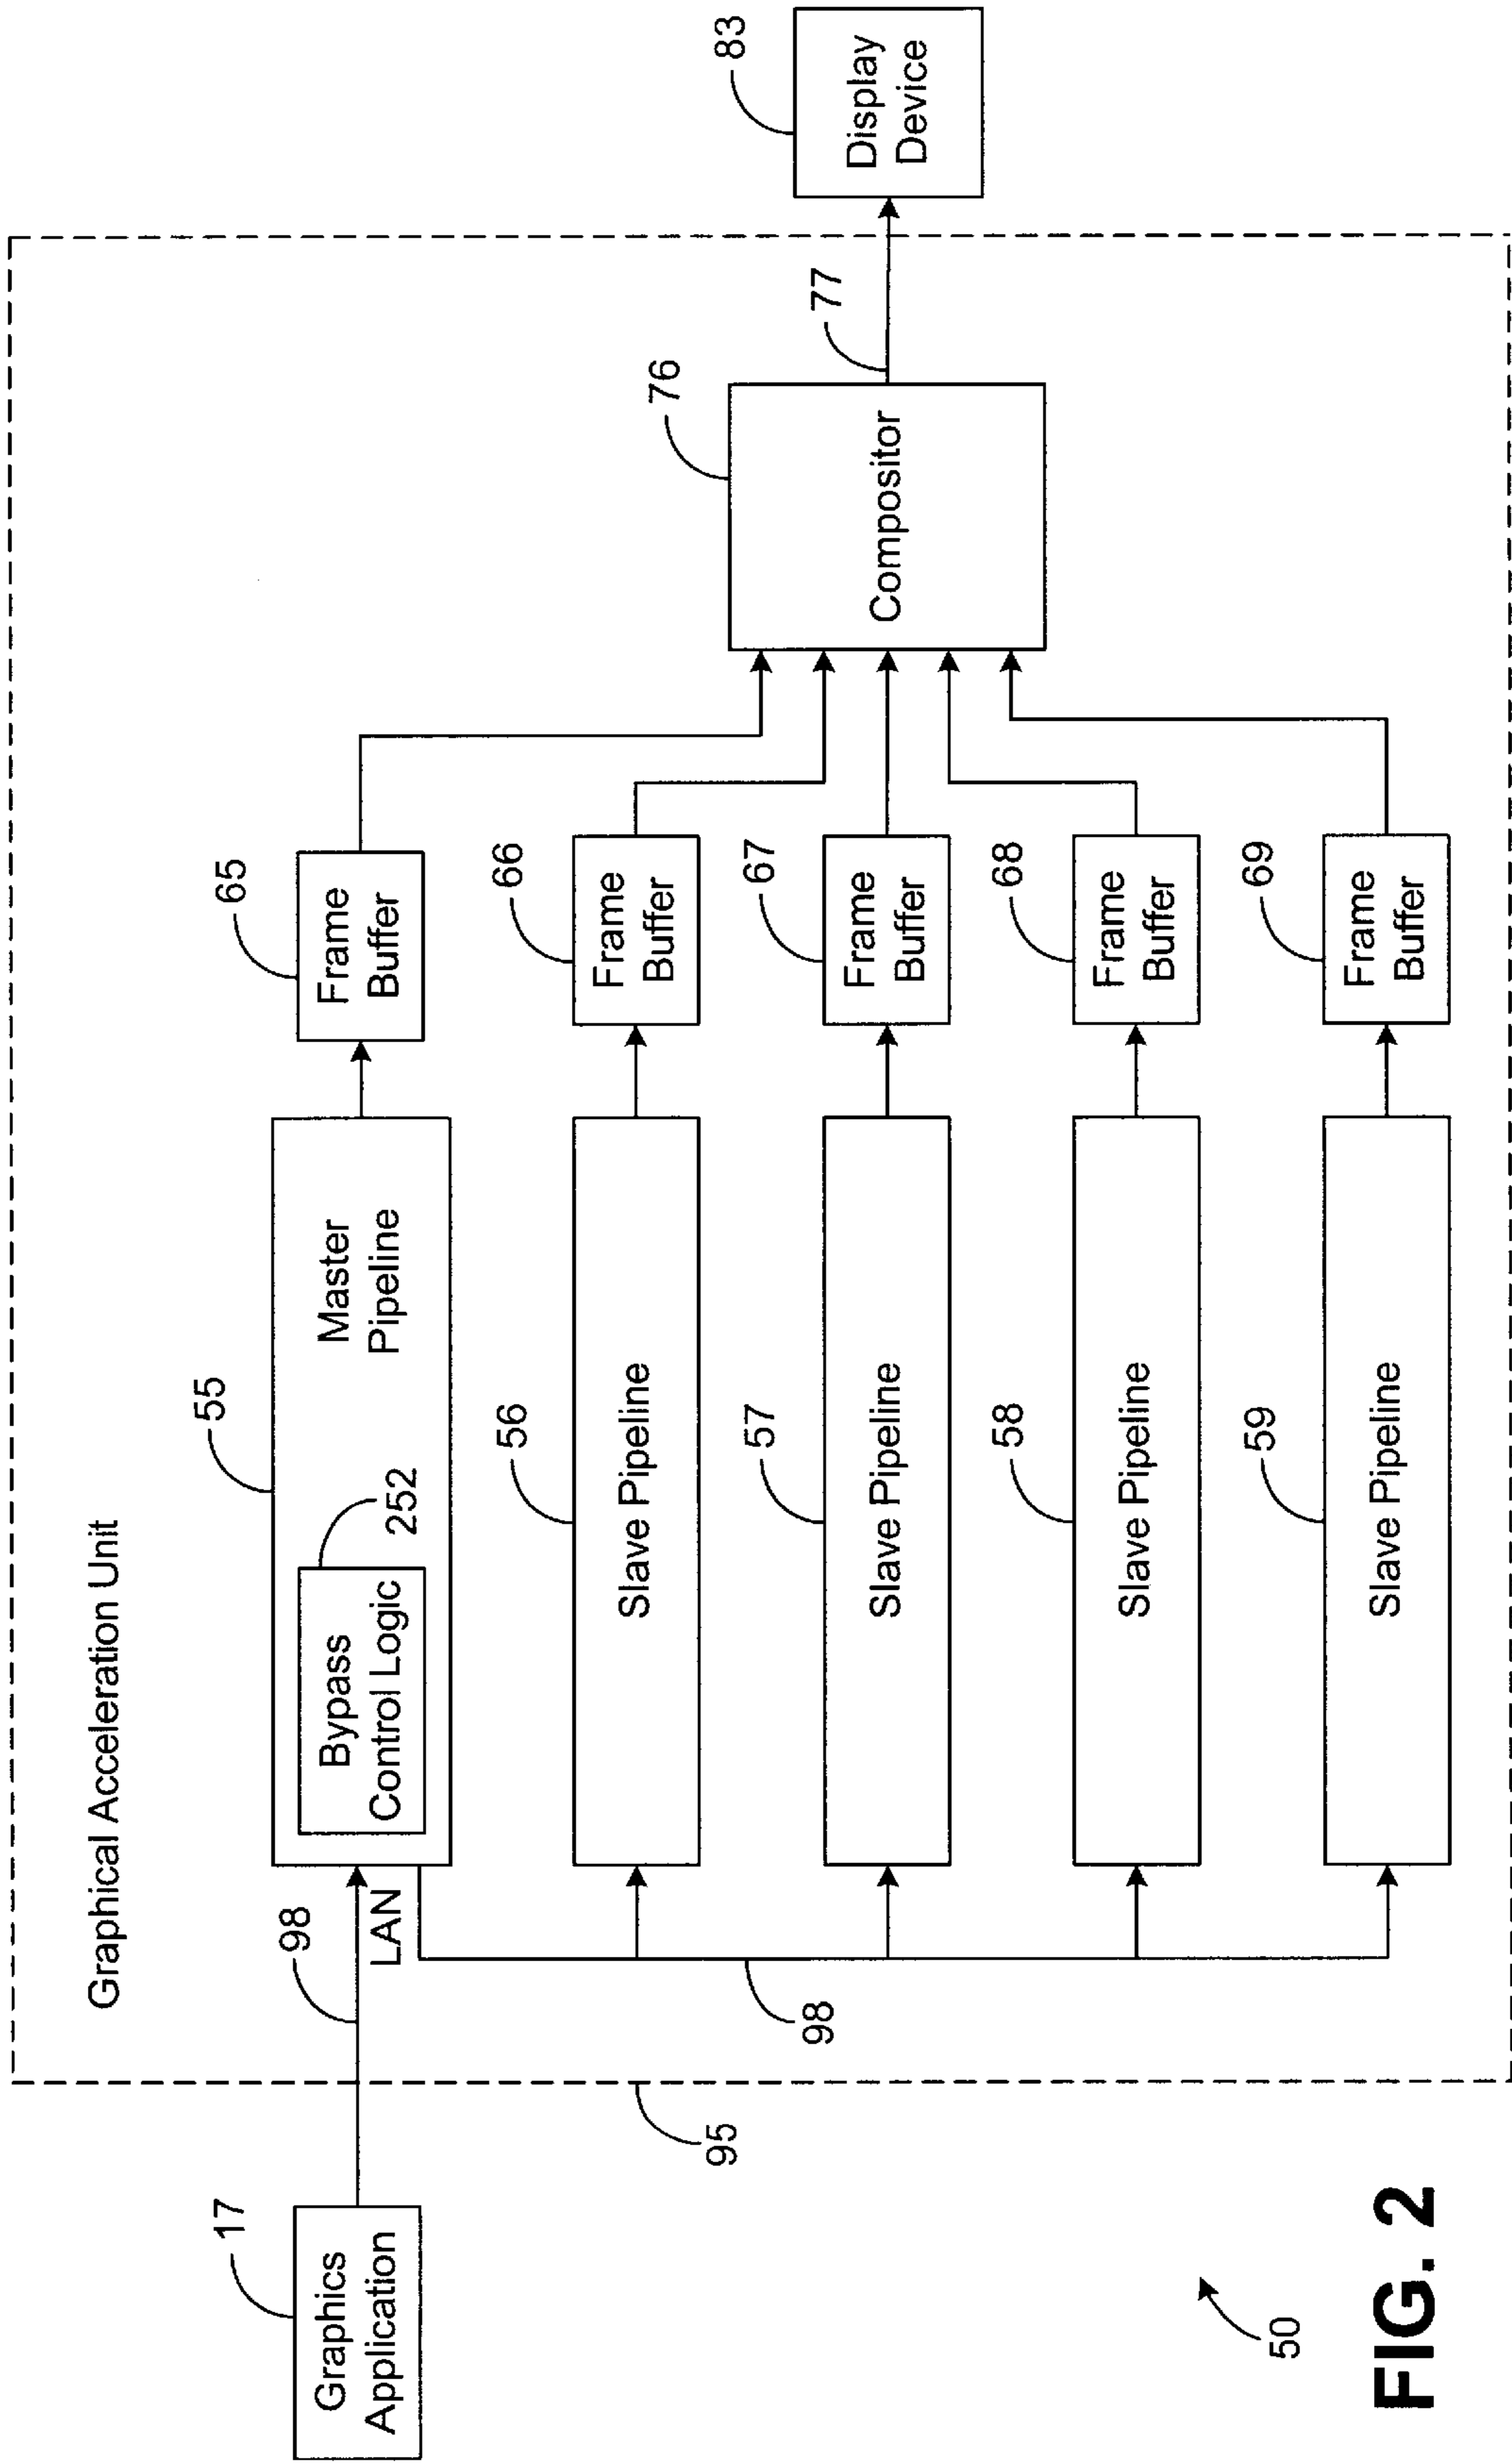 Graphical Acceleration Unit
17
Graphics
Application
98
LAN
98
95
55
Master
Pipeline
Bypass
Control Logic
252
65
Frame
Buffer
56
Slave Pipeline
66
Frame
Buffer
57
Slave Pipeline
67
Frame
Buffer
58
Slave Pipeline
68
Frame
Buffer
59
Slave Pipeline
69
Frame
Buffer
76
Compositor
77
83
Display
Device
50
FIG. 2